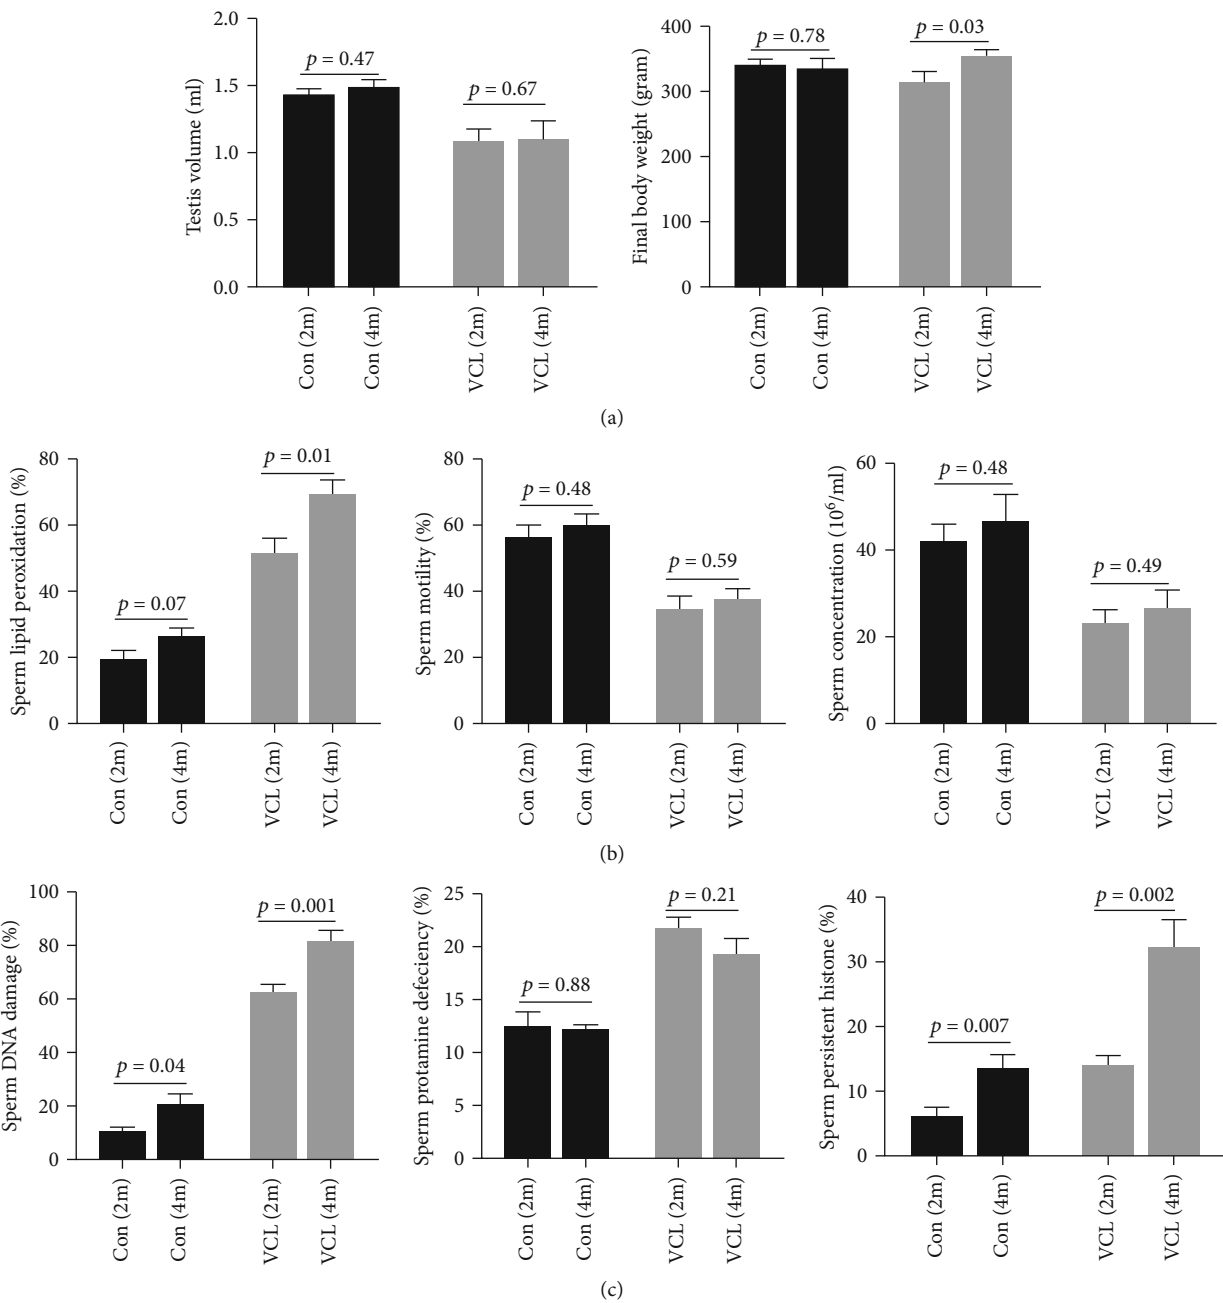 Testis volume (ml)
2.0
1.5
1.0
0.5
0.0
p = 0.47
p = 0.67
Con (2m)
Con (4m)
VCL (2m)
VCL (4m)
Final body weight (gram)
400
300
200
100
0
p = 0.78
p = 0.03
Con (2m)
Con (4m)
VCL (2m)
VCL (4m)
(a)
Sperm lipid peroxidation (%)
80
60
40
20
0
p = 0.07
p = 0.01
Con (2m)
Con (4m)
VCL (2m)
VCL (4m)
Sperm motility (%)
80
60
40
20
0
p = 0.48
p = 0.59
Con (2m)
Con (4m)
VCL (2m)
VCL (4m)
Sperm concentration (10⁶/ml)
60
40
20
0
p = 0.48
p = 0.49
Con (2m)
Con (4m)
VCL (2m)
VCL (4m)
(b)
Sperm DNA damage (%)
100
80
60
40
20
0
p = 0.04
p = 0.001
Con (2m)
Con (4m)
VCL (2m)
VCL (4m)
Sperm protamine defeciency (%)
25
20
15
10
5
0
p = 0.88
p = 0.21
Con (2m)
Con (4m)
VCL (2m)
VCL (4m)
Sperm persistent histone (%)
40
30
20
10
0
p = 0.007
p = 0.002
Con (2m)
Con (4m)
VCL (2m)
VCL (4m)
(c)